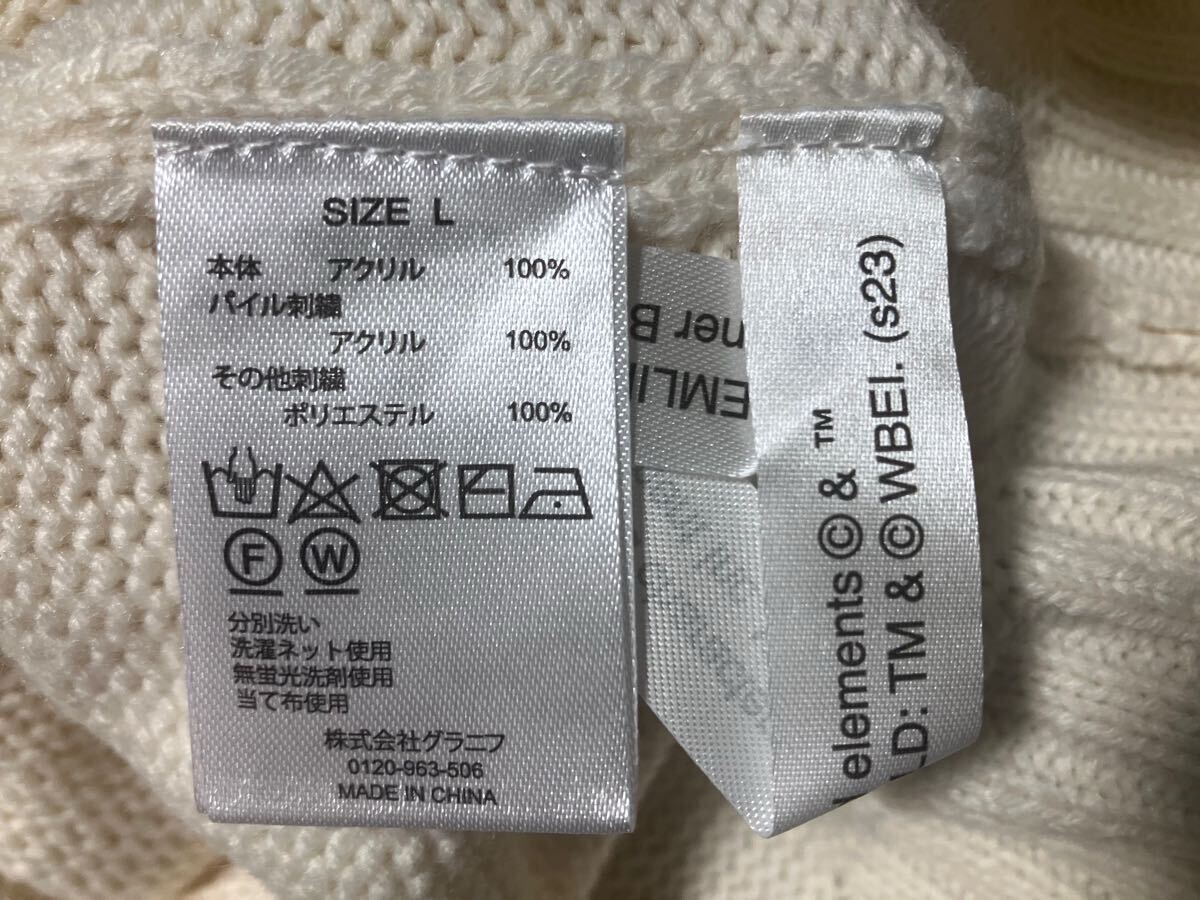 SIZE L
本体 アクリル 100%
パイル刺繍
アクリル 100%
その他刺繍
ポリエステル 100%
F W
分別洗い
洗濯ネット使用
無蛍光洗剤使用
当て布使用
株式会社グラニフ
0120-963-506
MADE IN CHINA
elements © & ™
LD: TM & © WBEI. (s23)
EMLI
ner B